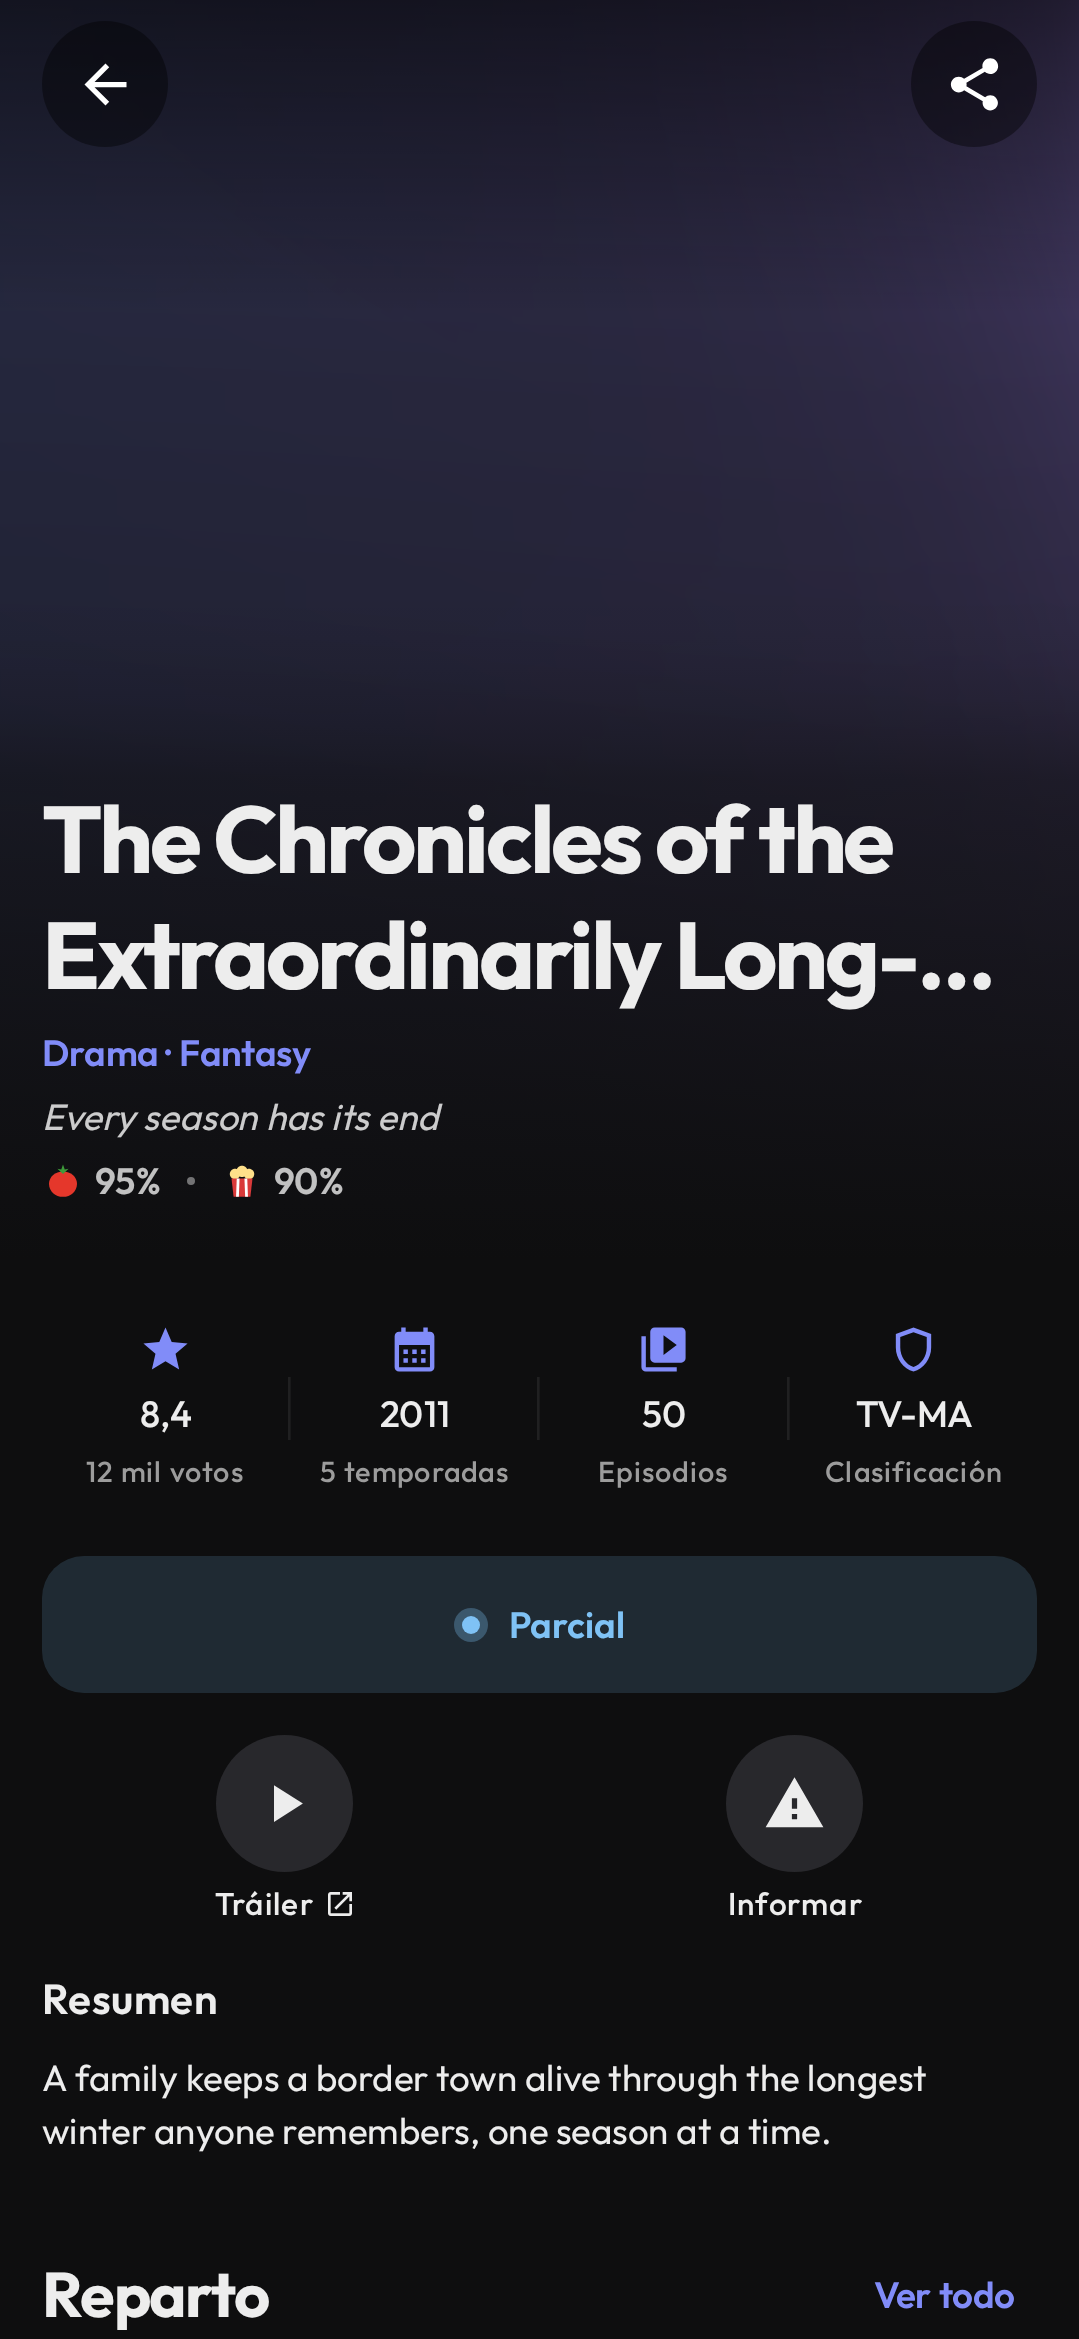 The Chronicles of the
Extraordinarily Long-...
Drama · Fantasy
Every season has its end
95% • 90%
8,4
12 mil votos
2011
5 temporadas
50
Episodios
TV-MA
Clasificación
Parcial
Tráiler
Informar
Resumen
A family keeps a border town alive through the longest
winter anyone remembers, one season at a time.
Reparto
Ver todo